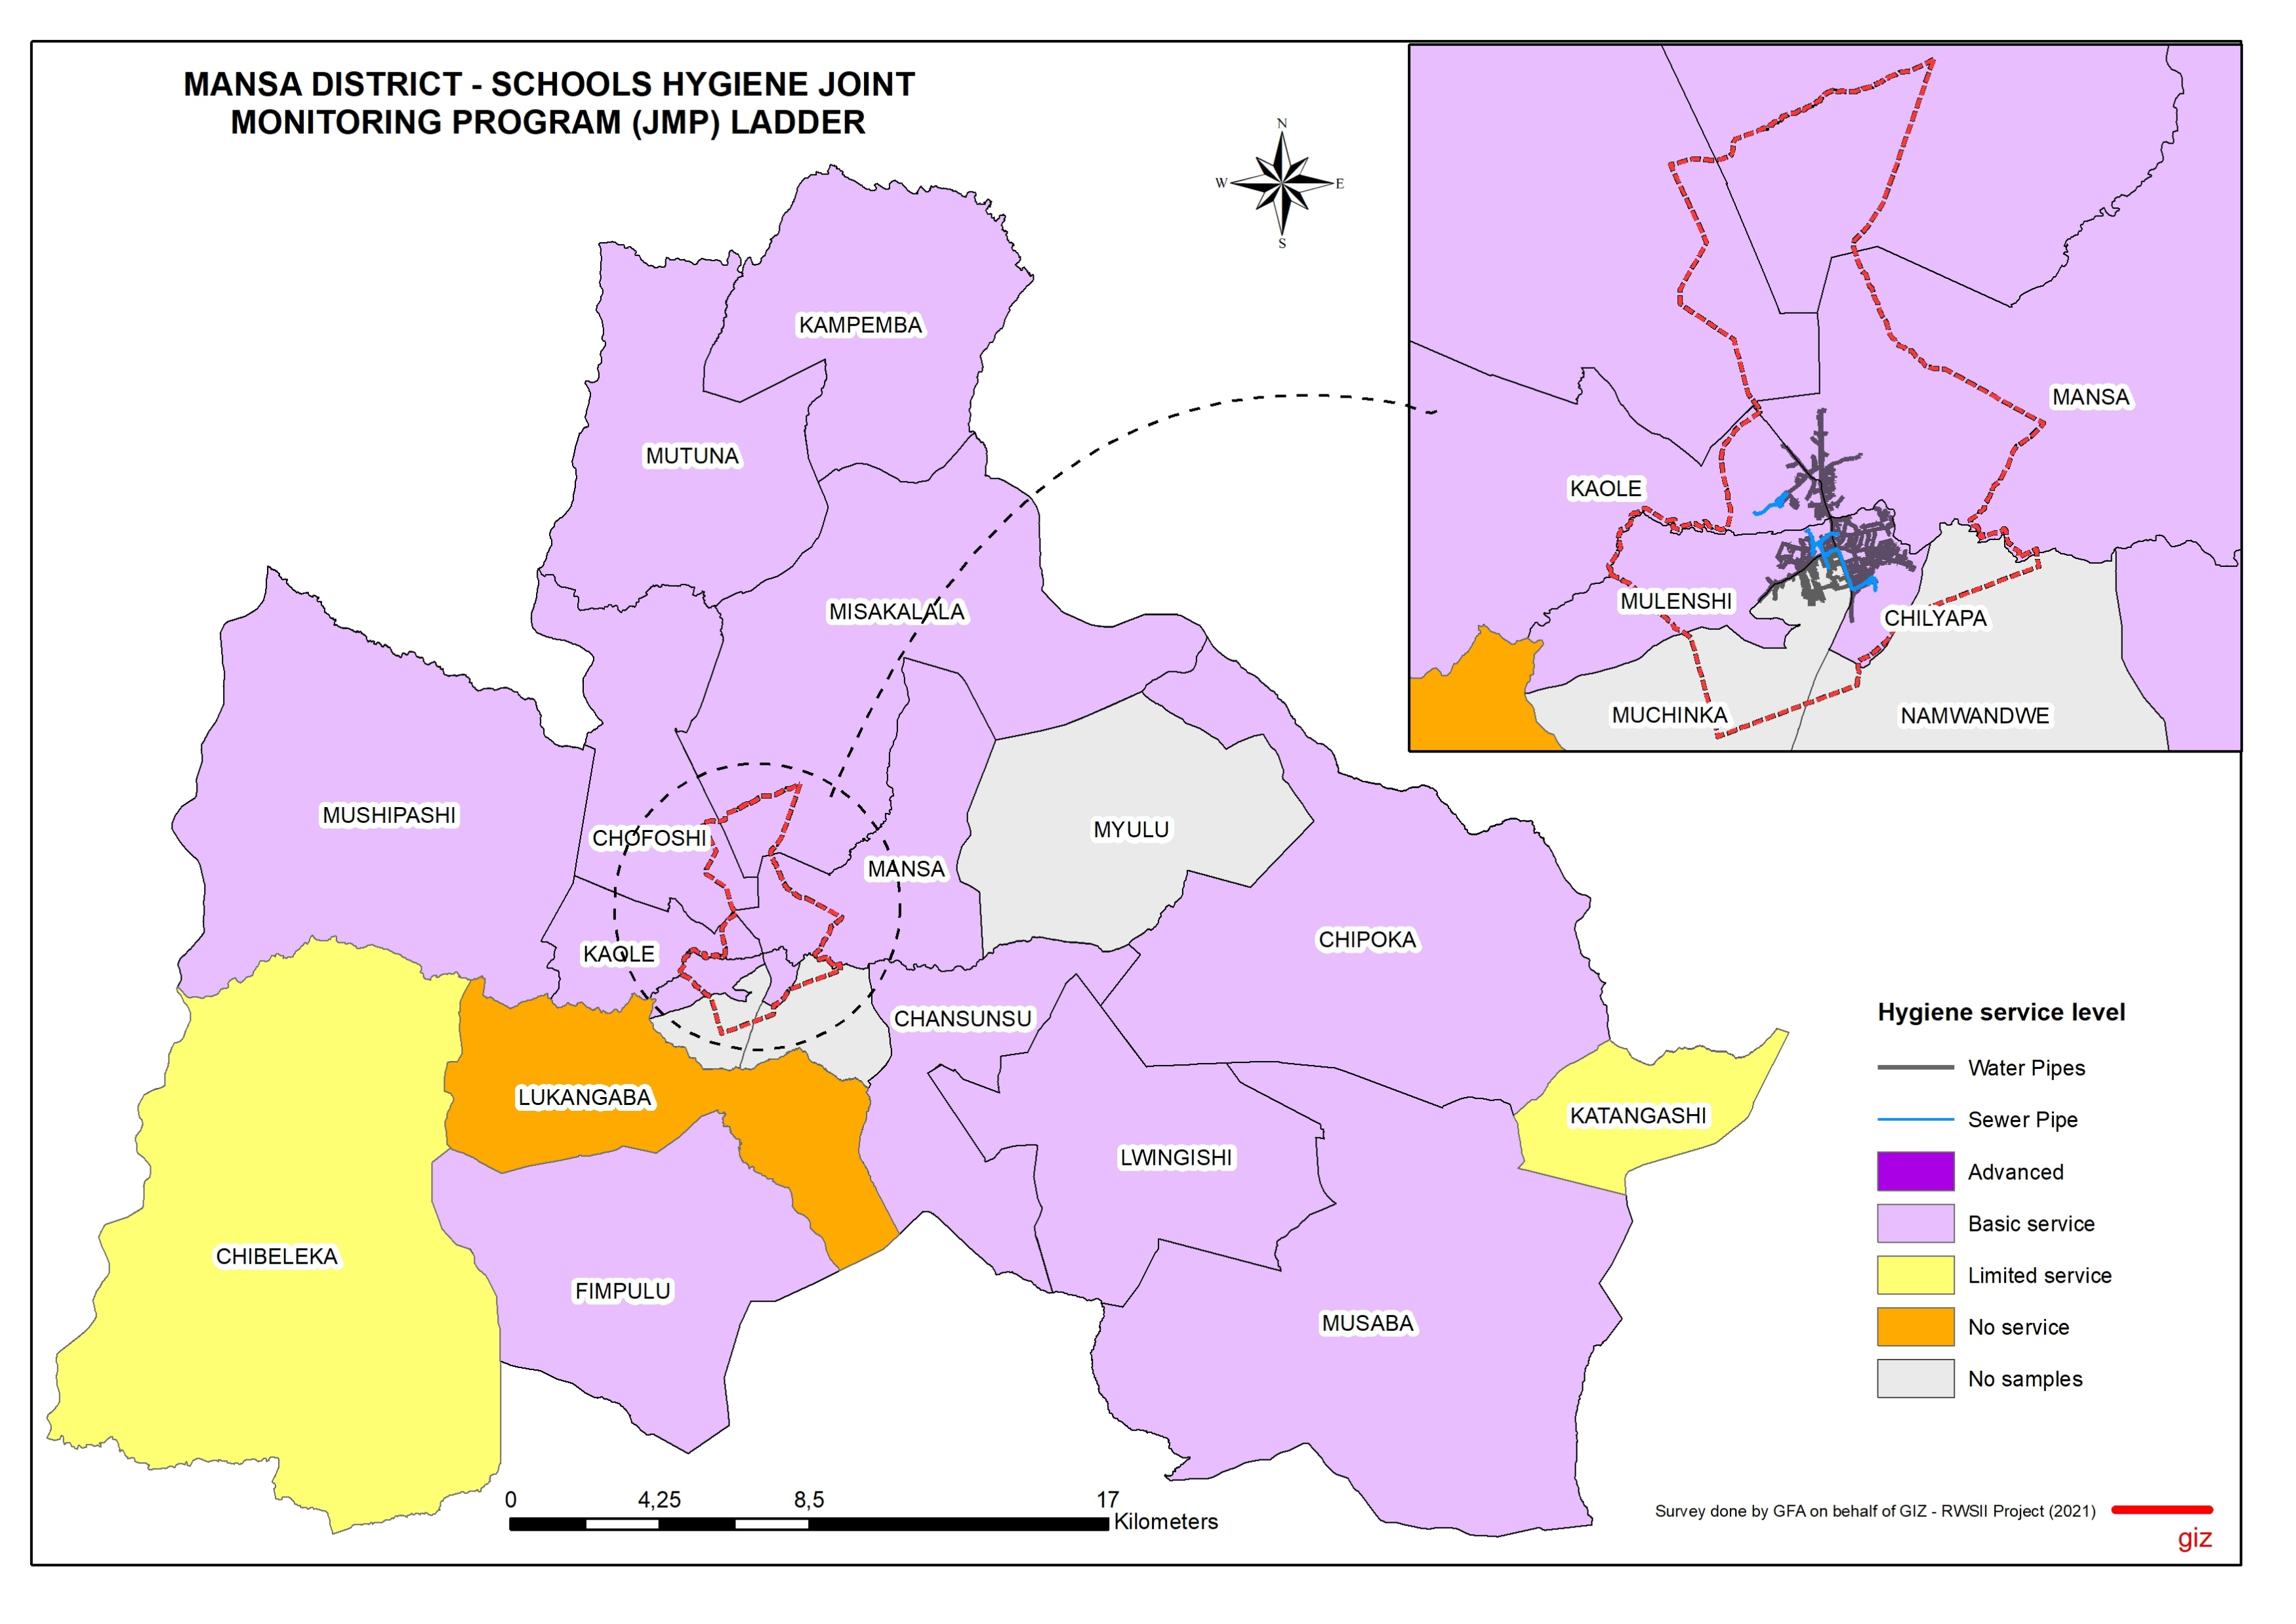 MANSA DISTRICT - SCHOOLS HYGIENE JOINT
MONITORING PROGRAM (JMP) LADDER
N
W
E
S
KAMPEMBA
MUTUNA
MISAKALALA
MUSHIPASHI
CHOFOSHI
MYULU
MANSA
CHIPOKA
KAOLE
CHANSUNSU
LUKANGABA
KATANGASHI
LWINGISHI
CHIBELEKA
FIMPULU
MUSABA
MANSA
KAOLE
MULENSHI
CHILYAPA
MUCHINKA
NAMWANDWE
Hygiene service level
Water Pipes
Sewer Pipe
Advanced
Basic service
Limited service
No service
No samples
0 4,25 8,5 17
Kilometers
Survey done by GFA on behalf of GIZ - RWSII Project (2021)
giz